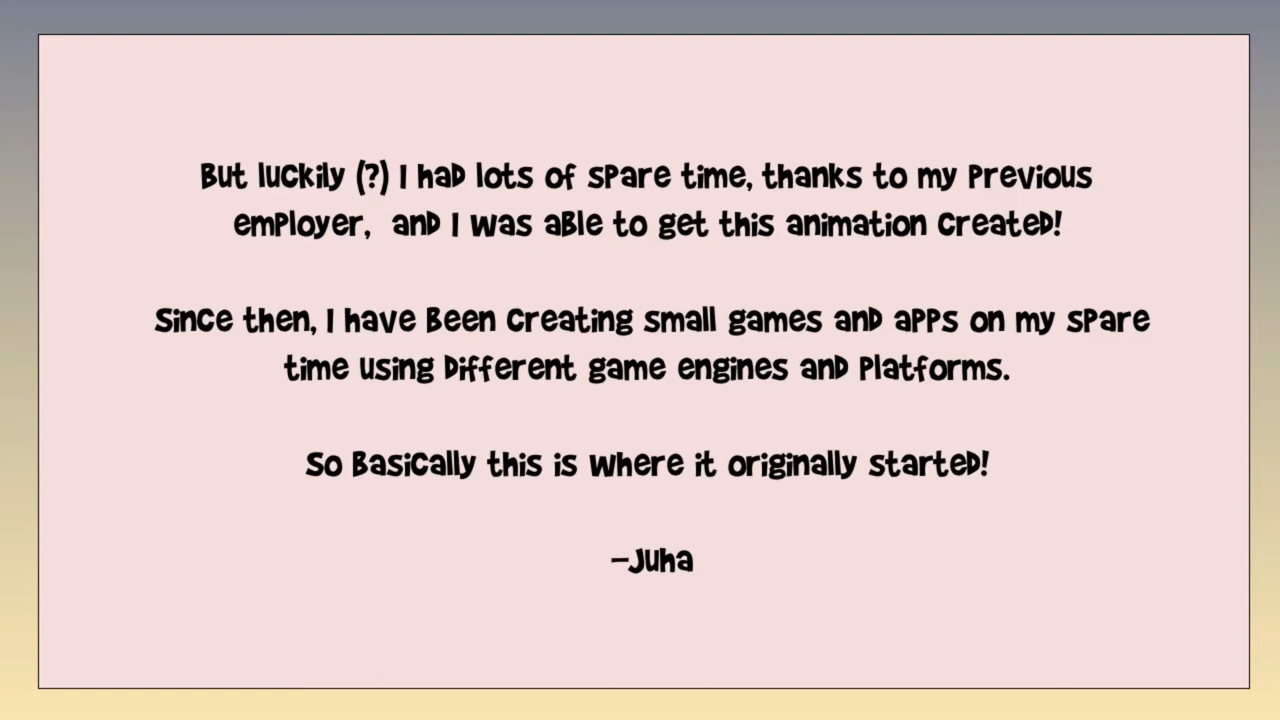 But luckily (?) I had lots of spare time, thanks to my previous
employer,  and I was able to get this animation created!
Since then, I have been creating small games and apps on my spare
time using different game engines and platforms.
So basically this is where it originally started!
–Juha